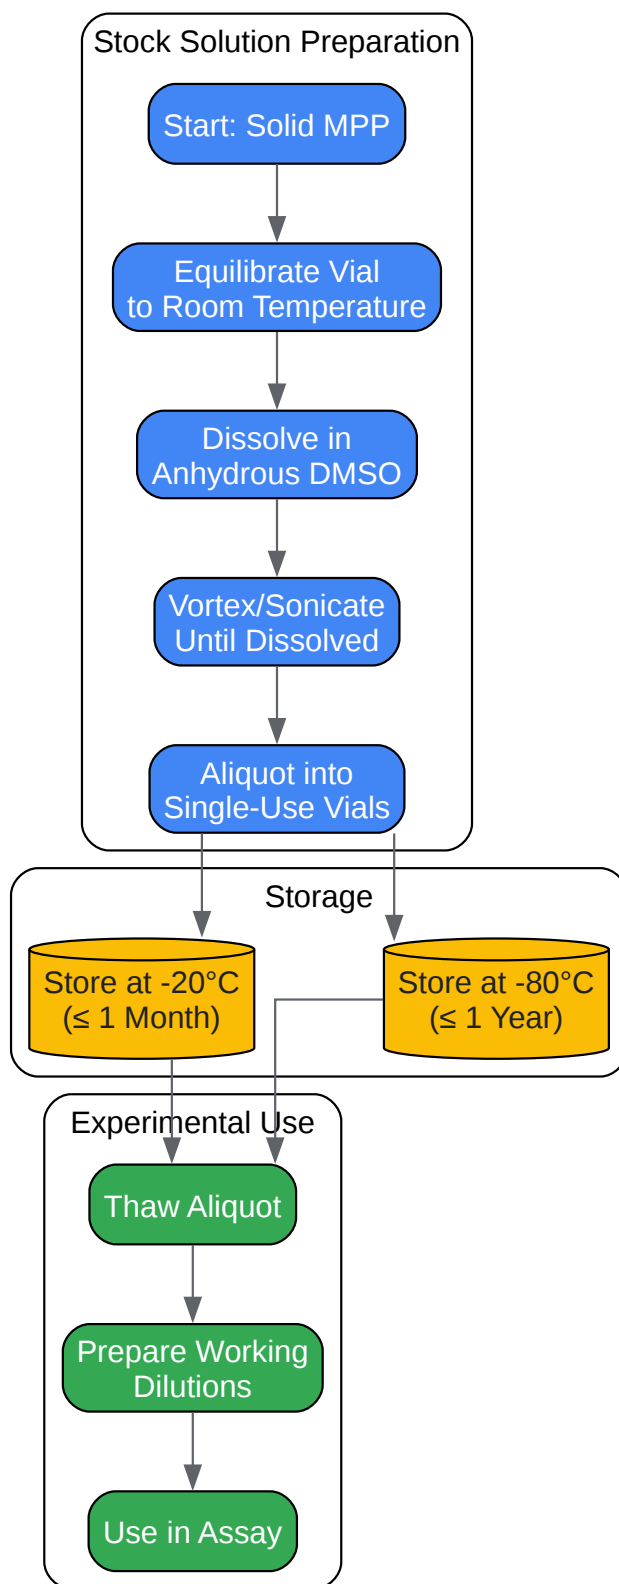 Stock Solution Preparation
Start: Solid MPP
Equilibrate Vial
to Room Temperature
Dissolve in
Anhydrous DMSO
Vortex/Sonicate
Until Dissolved
Aliquot into
Single-Use Vials
Storage
Store at -20°C
(≤ 1 Month)
Store at -80°C
(≤ 1 Year)
Experimental Use
Thaw Aliquot
Prepare Working
Dilutions
Use in Assay